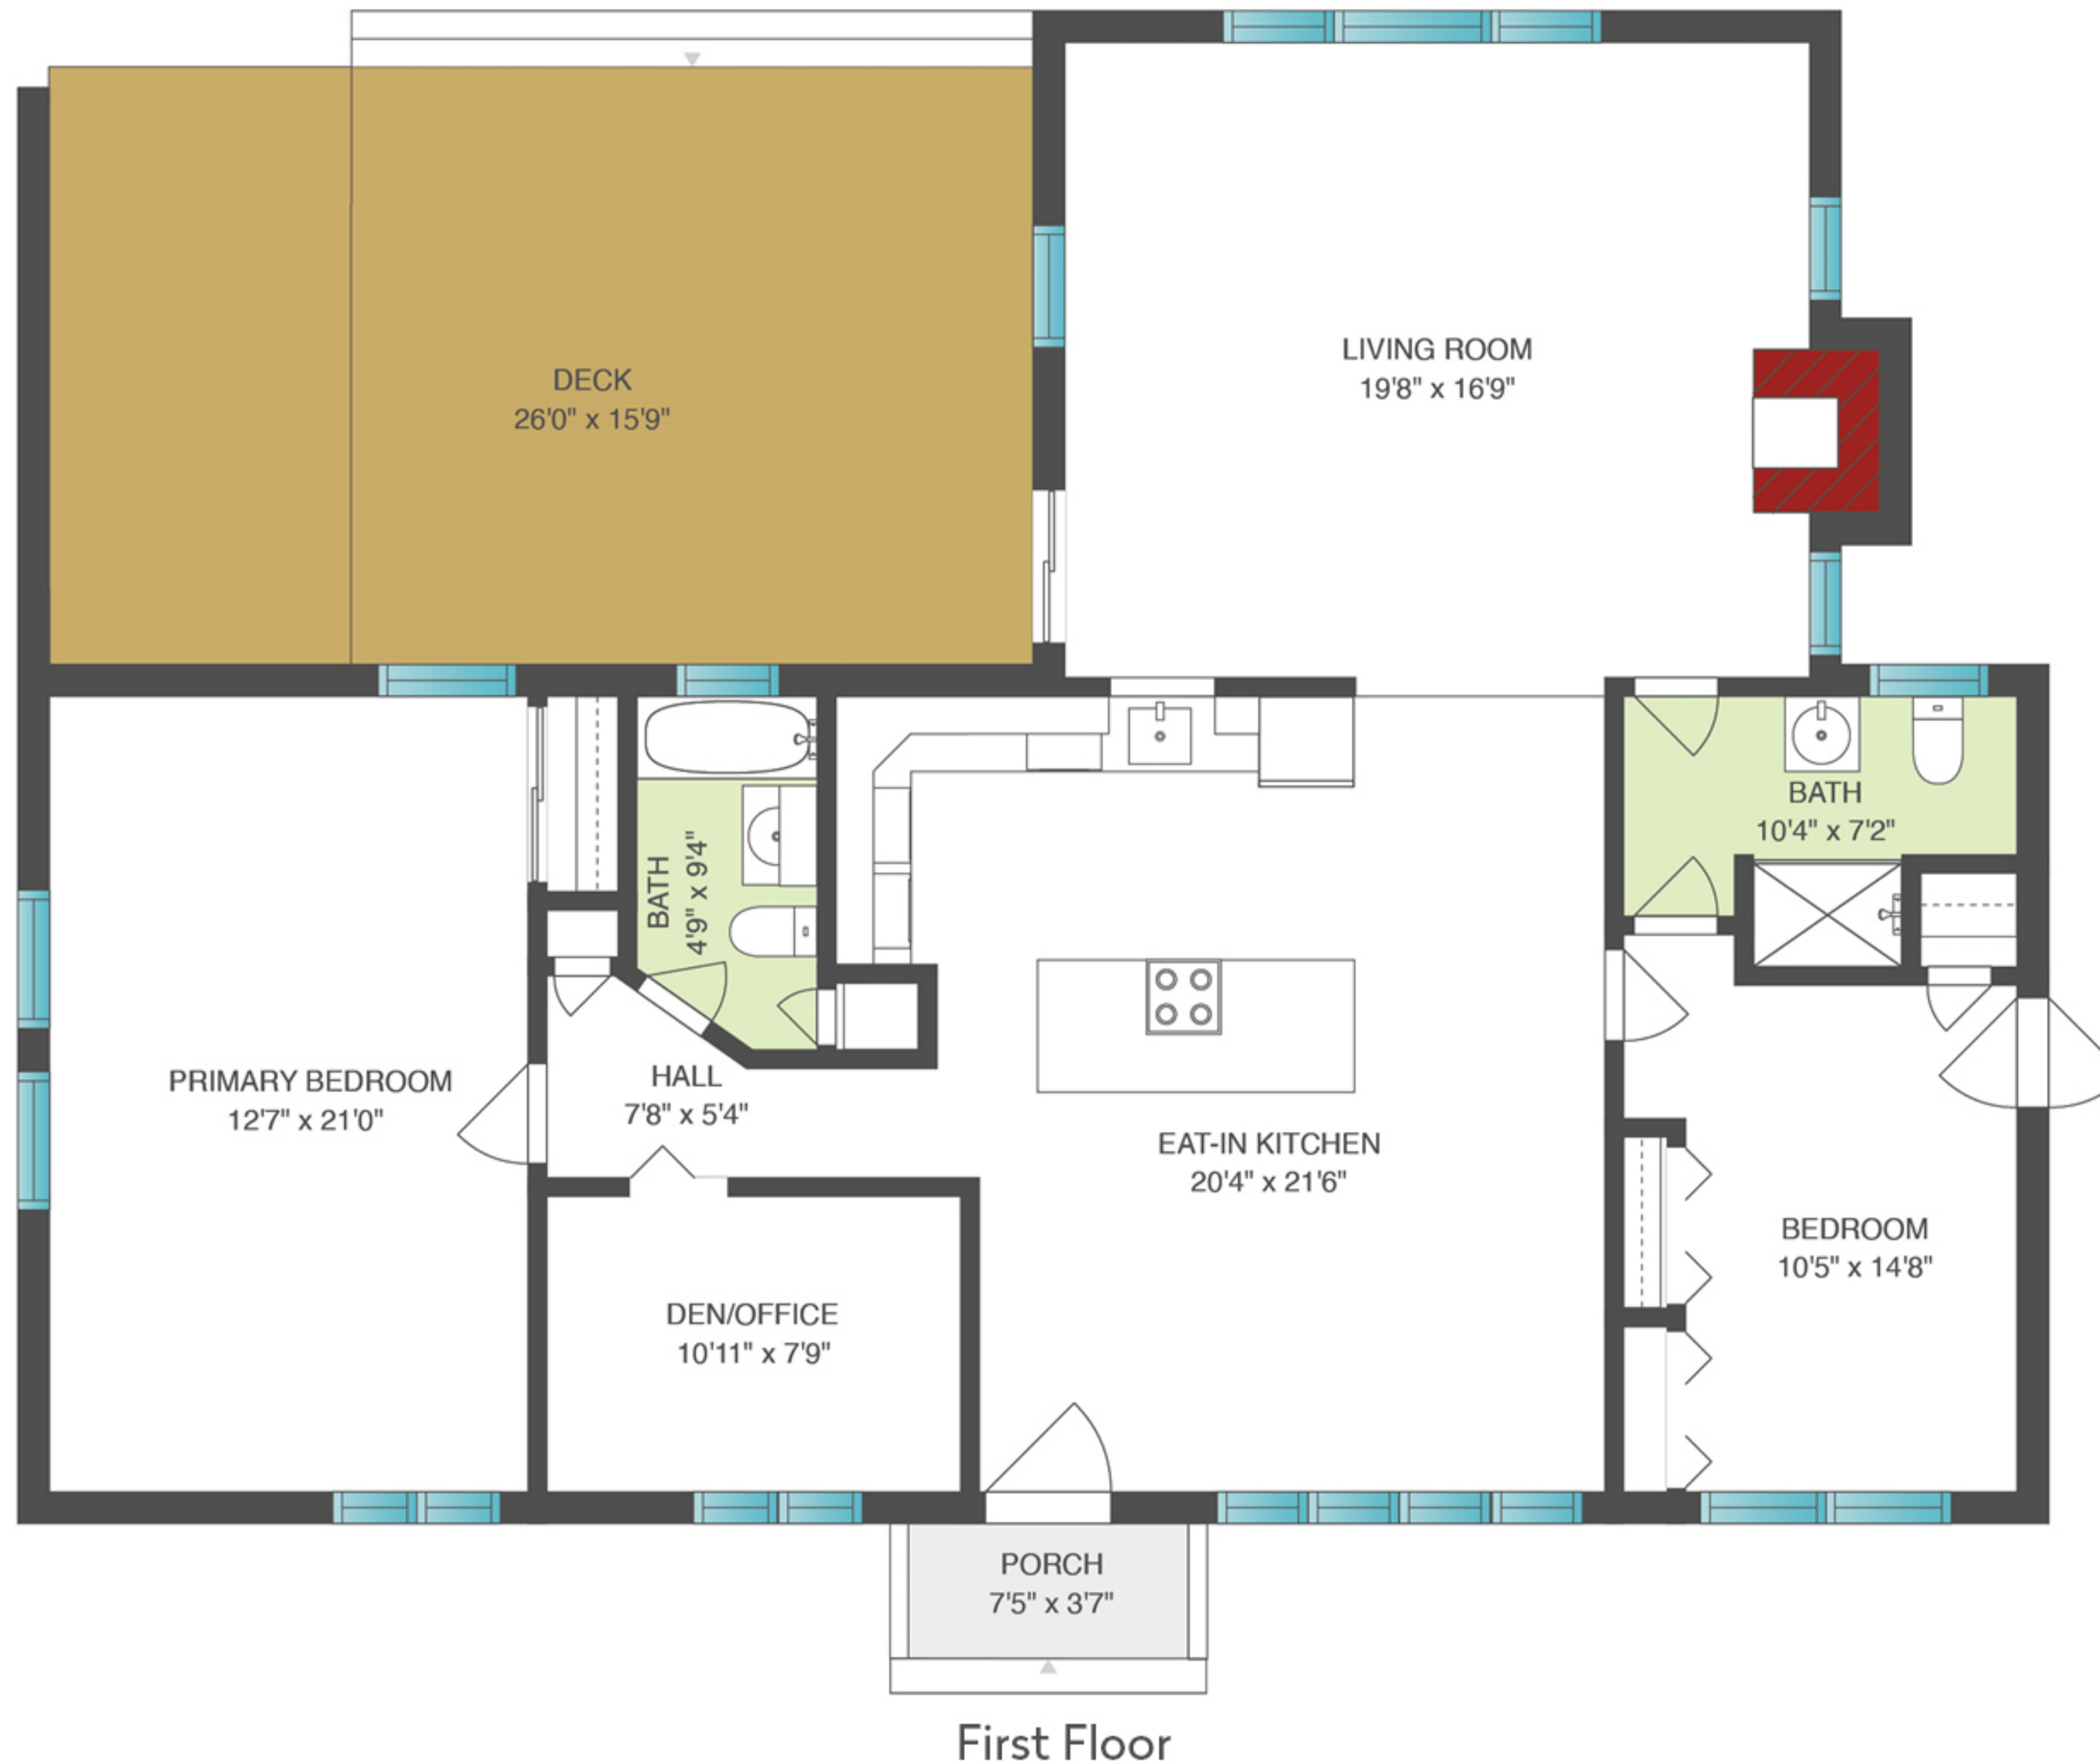 DECK
26'0" x 15'9"
LIVING ROOM
19'8" x 16'9"
BATH
4'9" x 9'4"
BATH
10'4" x 7'2"
PRIMARY BEDROOM
12'7" x 21'0"
HALL
7'8" x 5'4"
EAT-IN KITCHEN
20'4" x 21'6"
BEDROOM
10'5" x 14'8"
DEN/OFFICE
10'11" x 7'9"
PORCH
7'5" x 3'7"
First Floor